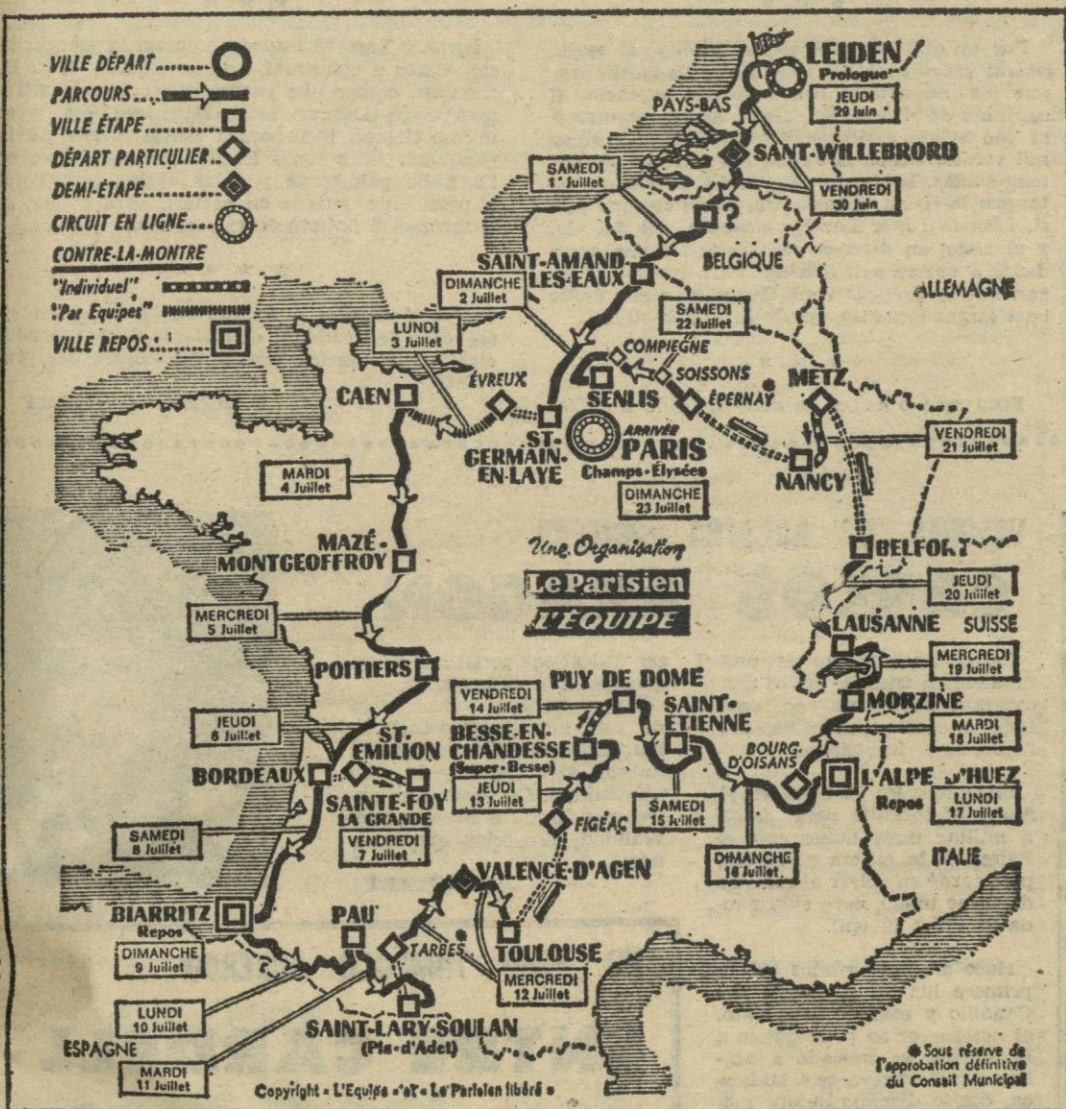 VILLE DÉPART
PARCOURS
VILLE ÉTAPE
DÉPART PARTICULIER
DEMI-ÉTAPE
CIRCUIT EN LIGNE
CONTRE-LA-MONTRE
"Individuel"
"Par Equipes"
VILLE REPOS
DÉPART
LEIDEN
Prologue
JEUDI
29 Juin
PAYS-BAS
SANT-WILLEBRORD
SAMEDI
1er Juillet
VENDREDI
30 Juin
?
BELGIQUE
ALLEMAGNE
SAINT-AMAND
LES-EAUX
DIMANCHE
2 Juillet
SAMEDI
22 Juillet
LUNDI
3 Juillet
COMPIEGNE
SOISSONS
ÉPERNAY
METZ
CAEN
ÉVREUX
SENLIS
ARRIVÉE
PARIS
Champs-Élysées
DIMANCHE
23 Juillet
ST-
GERMAIN-
EN-LAYE
NANCY
VENDREDI
21 Juillet
MARDI
4 Juillet
MAZÉ-
MONTGEOFFROY
Une Organisation
Le Parisien
L'ÉQUIPE
BELFORT
JEUDI
20 Juillet
MERCREDI
5 Juillet
LAUSANNE
SUISSE
MERCREDI
19 Juillet
POITIERS
VENDREDI
14 Juillet
PUY DE DOME
SAINT-
ETIENNE
MORZINE
MARDI
18 Juillet
JEUDI
6 Juillet
ST-
EMILION
BESSE-EN-
CHANDESSE
(Super-Besse)
BOURG-
D'OISANS
BORDEAUX
SAINTE-FOY
LA GRANDE
VENDREDI
7 Juillet
JEUDI
13 Juillet
FIGÉAC
SAMEDI
15 Juillet
L'ALPE D'HUEZ
Repos
LUNDI
17 Juillet
SAMEDI
8 Juillet
DIMANCHE
16 Juillet
ITALIE
VALENCE-D'AGEN
BIARRITZ
Repos
PAU
TARBES
TOULOUSE
DIMANCHE
9 Juillet
MERCREDI
12 Juillet
LUNDI
10 Juillet
SAINT-LARY-SOULAN
(Pla-d'Adet)
ESPAGNE
MARDI
11 Juillet
Copyright « L'Equipe » et « Le Parisien libéré »
● Sous réserve de
l'approbation définitive
du Conseil Municipal